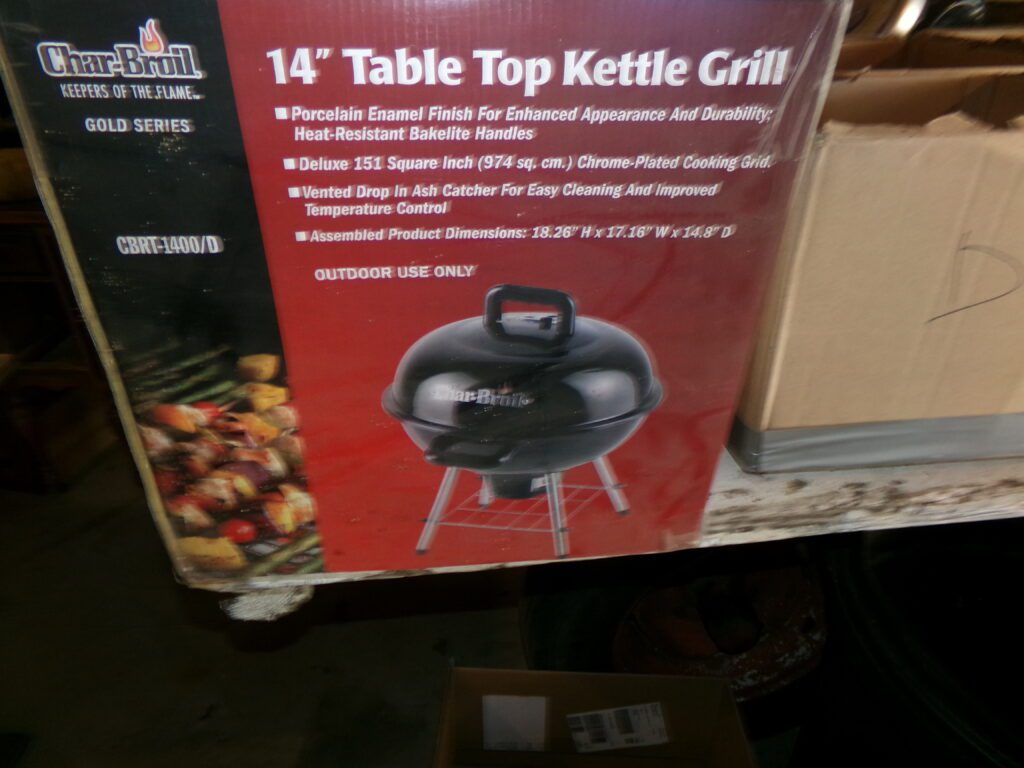 Char-Broil
KEEPERS OF THE FLAME™
GOLD SERIES
CBRT-1400/D
14" Table Top Kettle Grill
■ Porcelain Enamel Finish For Enhanced Appearance And Durability;
Heat-Resistant Bakelite Handles
■ Deluxe 151 Square Inch (974 sq. cm.) Chrome-Plated Cooking Grid.
■ Vented Drop In Ash Catcher For Easy Cleaning And Improved
Temperature Control
■ Assembled Product Dimensions: 18.26" H x 17.16" W x 14.8" D
OUTDOOR USE ONLY
Char-Broil
D